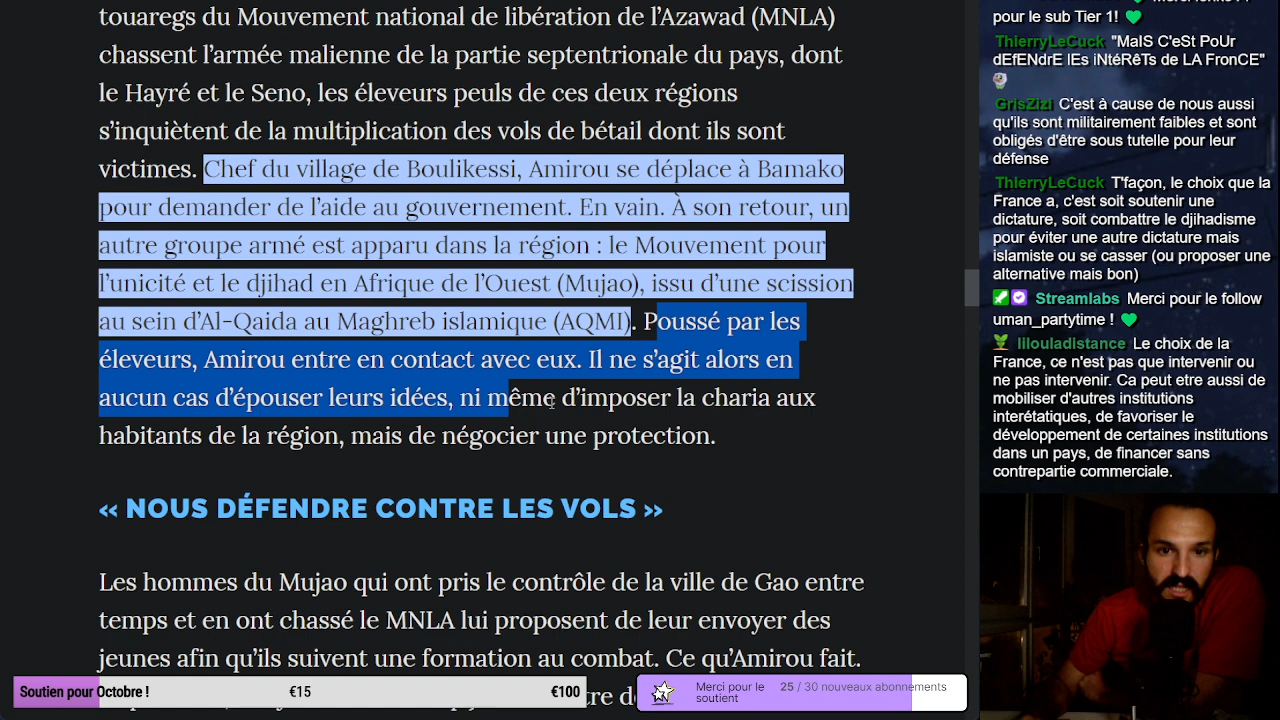 touaregs du Mouvement national de libération de l’Azawad (MNLA)
chassent l’armée malienne de la partie septentrionale du pays, dont
le Hayré et le Seno, les éleveurs peuls de ces deux régions
s’inquiètent de la multiplication des vols de bétail dont ils sont
victimes. Chef du village de Boulikessi, Amirou se déplace à Bamako
pour demander de l’aide au gouvernement. En vain. À son retour, un
autre groupe armé est apparu dans la région : le Mouvement pour
l’unicité et le djihad en Afrique de l’Ouest (Mujao), issu d’une scission
au sein d’Al-Qaida au Maghreb islamique (AQMI). Poussé par les
éleveurs, Amirou entre en contact avec eux. Il ne s’agit alors en
aucun cas d’épouser leurs idées, ni même d’imposer la charia aux
habitants de la région, mais de négocier une protection.
« NOUS DÉFENDRE CONTRE LES VOLS »
Les hommes du Mujao qui ont pris le contrôle de la ville de Gao entre
temps et en ont chassé le MNLA lui proposent de leur envoyer des
jeunes afin qu’ils suivent une formation au combat. Ce qu’Amirou fait.
Soutien pour Octobre !
€15
€100
Merci pour le
soutient
25 / 30 nouveaux abonnements
pour le sub Tier 1!
ThierryLeCuck "MaIS C'eSt PoUr
dEfENdrE lEs iNtéRêTs de LA FronCE"
GrisZizi C'est à cause de nous aussi
qu'ils sont militairement faibles et sont
obligés d'être sous tutelle pour leur
défense
ThierryLeCuck T'façon, le choix que la
France a, c'est soit soutenir une
dictature, soit combattre le djihadisme
pour éviter une autre dictature mais
islamiste ou se casser (ou proposer une
alternative mais bon)
Streamlabs Merci pour le follow
uman_partytime !
lilouladistance Le choix de la
France, ce n'est pas que intervenir ou
ne pas intervenir. Ca peut etre aussi de
mobiliser d'autres institutions
interétatiques, de favoriser le
développement de certaines institutions
dans un pays, de financer sans
contrepartie commerciale.